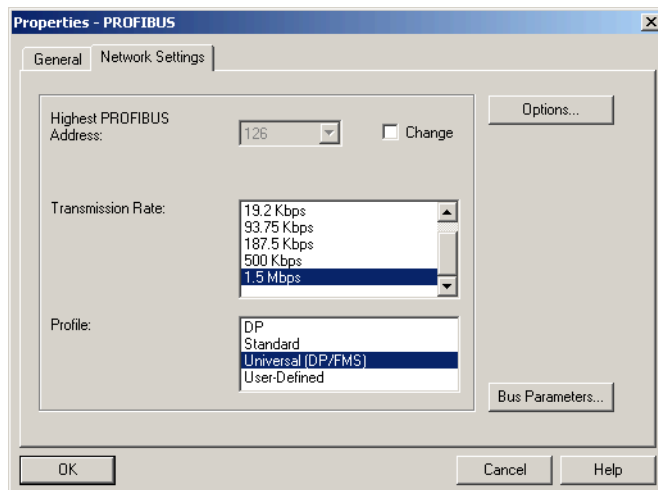 Properties - PROFIBUS
General
Network Settings
Highest PROFIBUS
Address:
126
Change
Options...
Transmission Rate:
19.2 Kbps
93.75 Kbps
187.5 Kbps
500 Kbps
1.5 Mbps
Profile:
DP
Standard
Universal (DP/FMS)
User-Defined
Bus Parameters...
OK
Cancel
Help